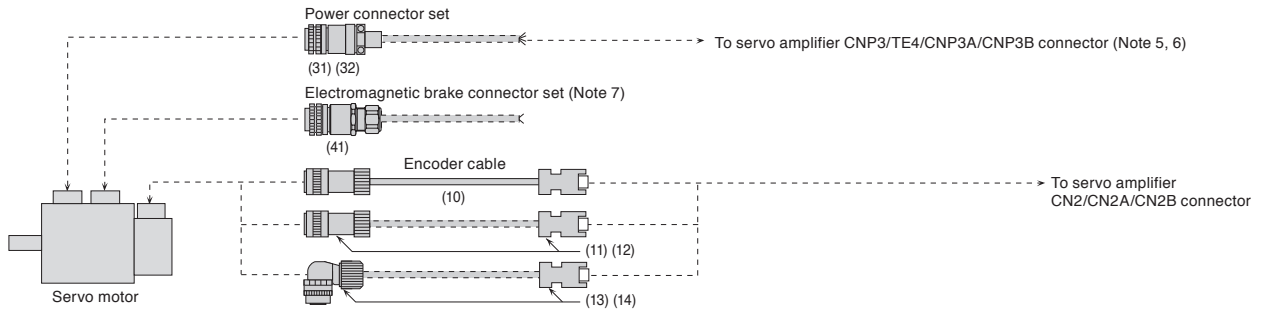 Power connector set
To servo amplifier CNP3/TE4/CNP3A/CNP3B connector (Note 5, 6)
(31) (32)
Electromagnetic brake connector set (Note 7)
(41)
Encoder cable
(10)
To servo amplifier
CN2/CN2A/CN2B connector
(11) (12)
(13) (14)
Servo motor